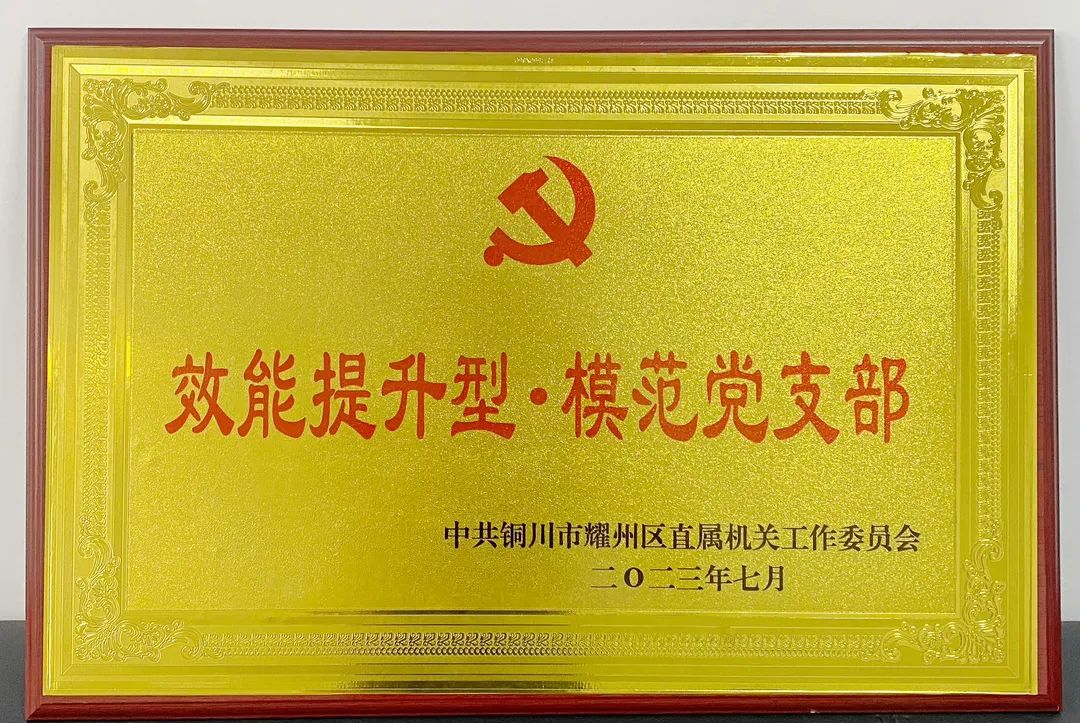 效能提升型·模范党支部
中共铜川市耀州区直属机关工作委员会
二〇二三年七月